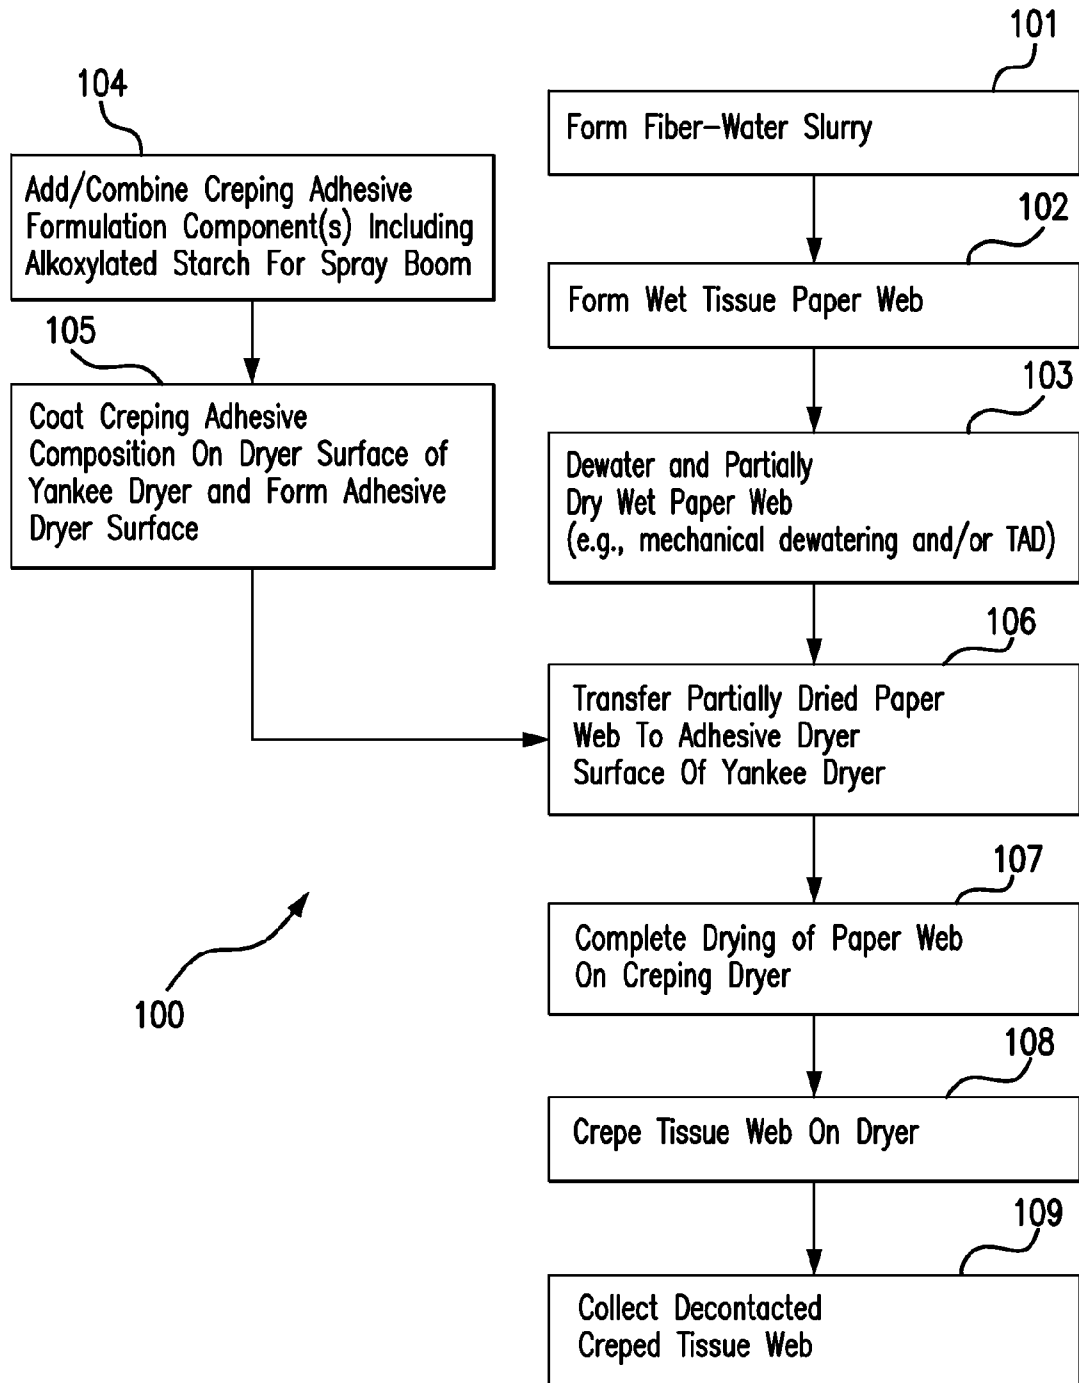 101
Form Fiber-Water Slurry
104
Add/Combine Creping Adhesive
Formulation Component(s) Including
Alkoxylated Starch For Spray Boom
102
Form Wet Tissue Paper Web
105
Coat Creping Adhesive
Composition On Dryer Surface of
Yankee Dryer and Form Adhesive
Dryer Surface
103
Dewater and Partially
Dry Wet Paper Web
(e.g., mechanical dewatering and/or TAD)
106
Transfer Partially Dried Paper
Web To Adhesive Dryer
Surface Of Yankee Dryer
107
Complete Drying of Paper Web
On Creping Dryer
100
108
Crepe Tissue Web On Dryer
109
Collect Decontacted
Creped Tissue Web